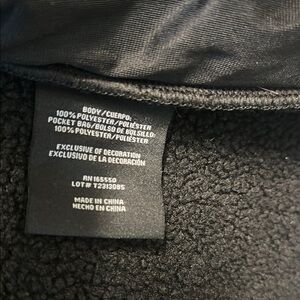 BODY/CUERPO:
100% POLYESTER/POLIÉSTER
POCKET BAG/BOLSO DE BOLSILLO:
100% POLYESTER/POLIÉSTER
EXCLUSIVE OF DECORATION
EXCLUSIVO DE LA DECORACIÓN
RN 165550
LOT# T2313085
MADE IN CHINA
HECHO EN CHINA